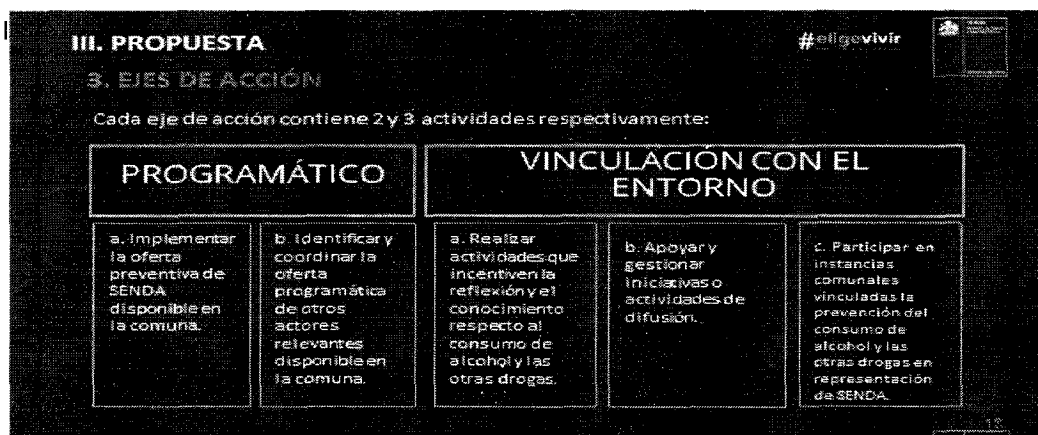 III. PROPUESTA
#eligevivir
3. EJES DE ACCIÓN
Cada eje de acción contiene 2 y 3 actividades respectivamente:
PROGRAMÁTICO
VINCULACIÓN CON EL
ENTORNO
a. Implementar
la oferta
preventiva de
SENDA
disponible en
la comuna.
b. Identificar y
coordinar la
oferta
programática
de otros
actores
relevantes
disponible en
la comuna.
a. Realizar
actividades que
incentiven la
reflexión y el
conocimiento
respecto al
consumo de
alcohol y las
otras drogas.
b. Apoyar y
gestionar
iniciativas o
actividades de
difusión.
c. Participar en
instancias
comunales
vinculadas la
prevención del
consumo de
alcohol y las
otras drogas en
representación
de SENDA.